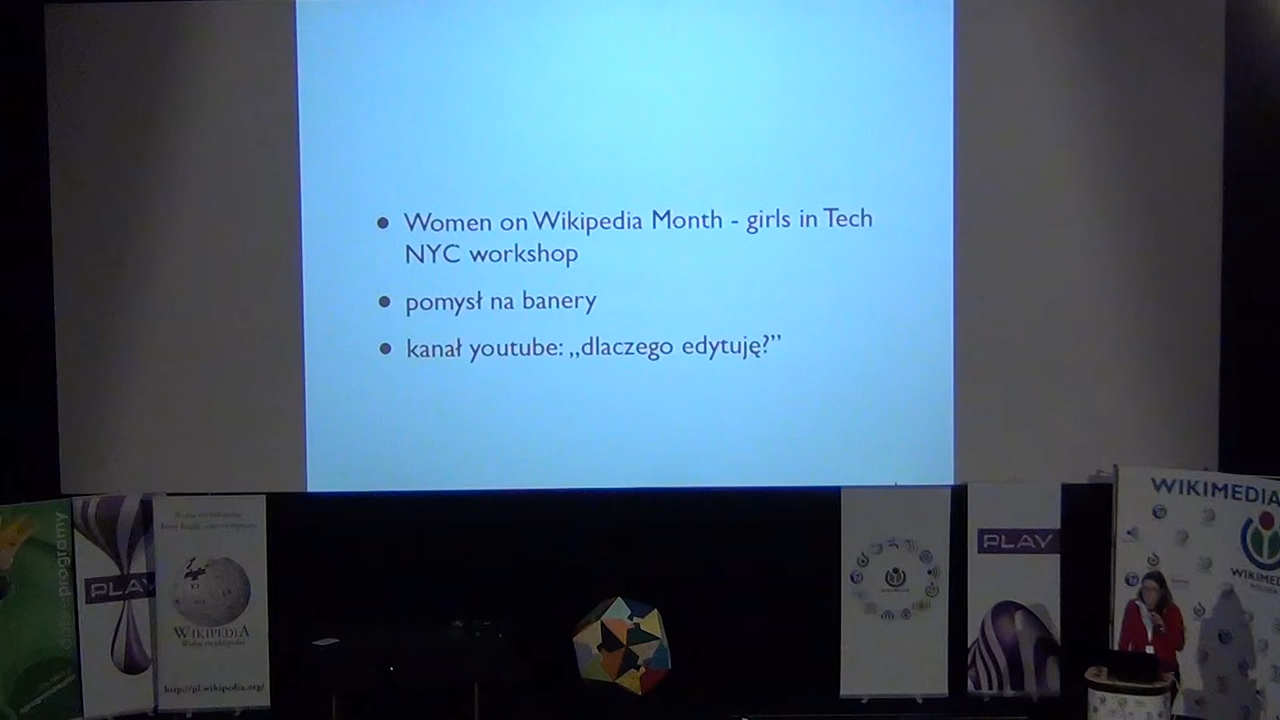 Women on Wikipedia Month - girls in Tech
NYC workshop
pomysł na banery
kanał youtube: „dlaczego edytuję?”
WIKIMEDIA
PLAY
PLAY
WIKIPEDIA
http://pl.wikipedia.org/